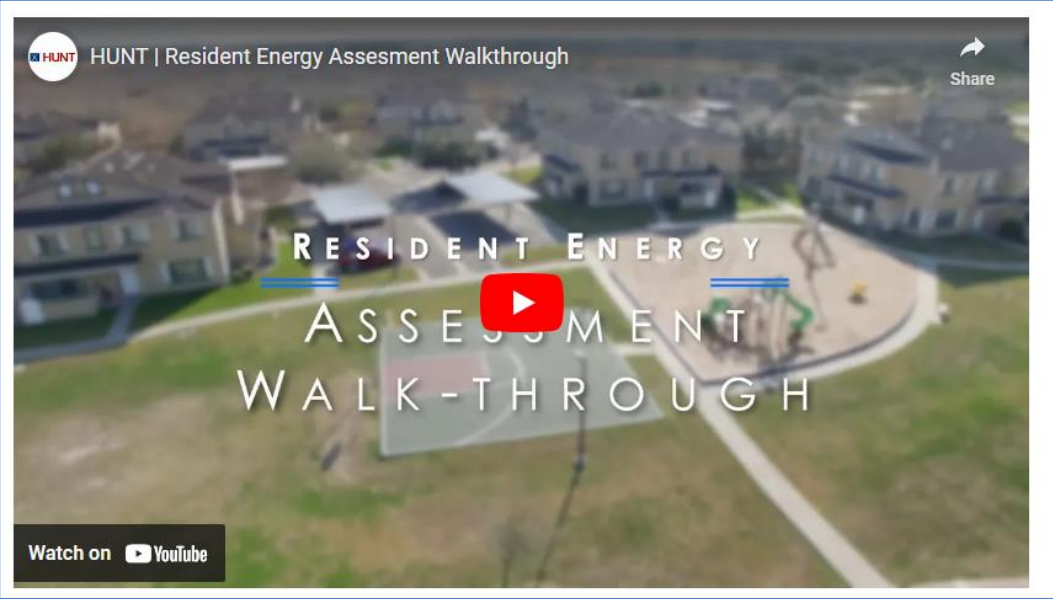 HUNT
HUNT | Resident Energy Assesment Walkthrough
Share
RESIDENT ENERGY
ASSESSMENT
WALK-THROUGH
Watch on YouTube